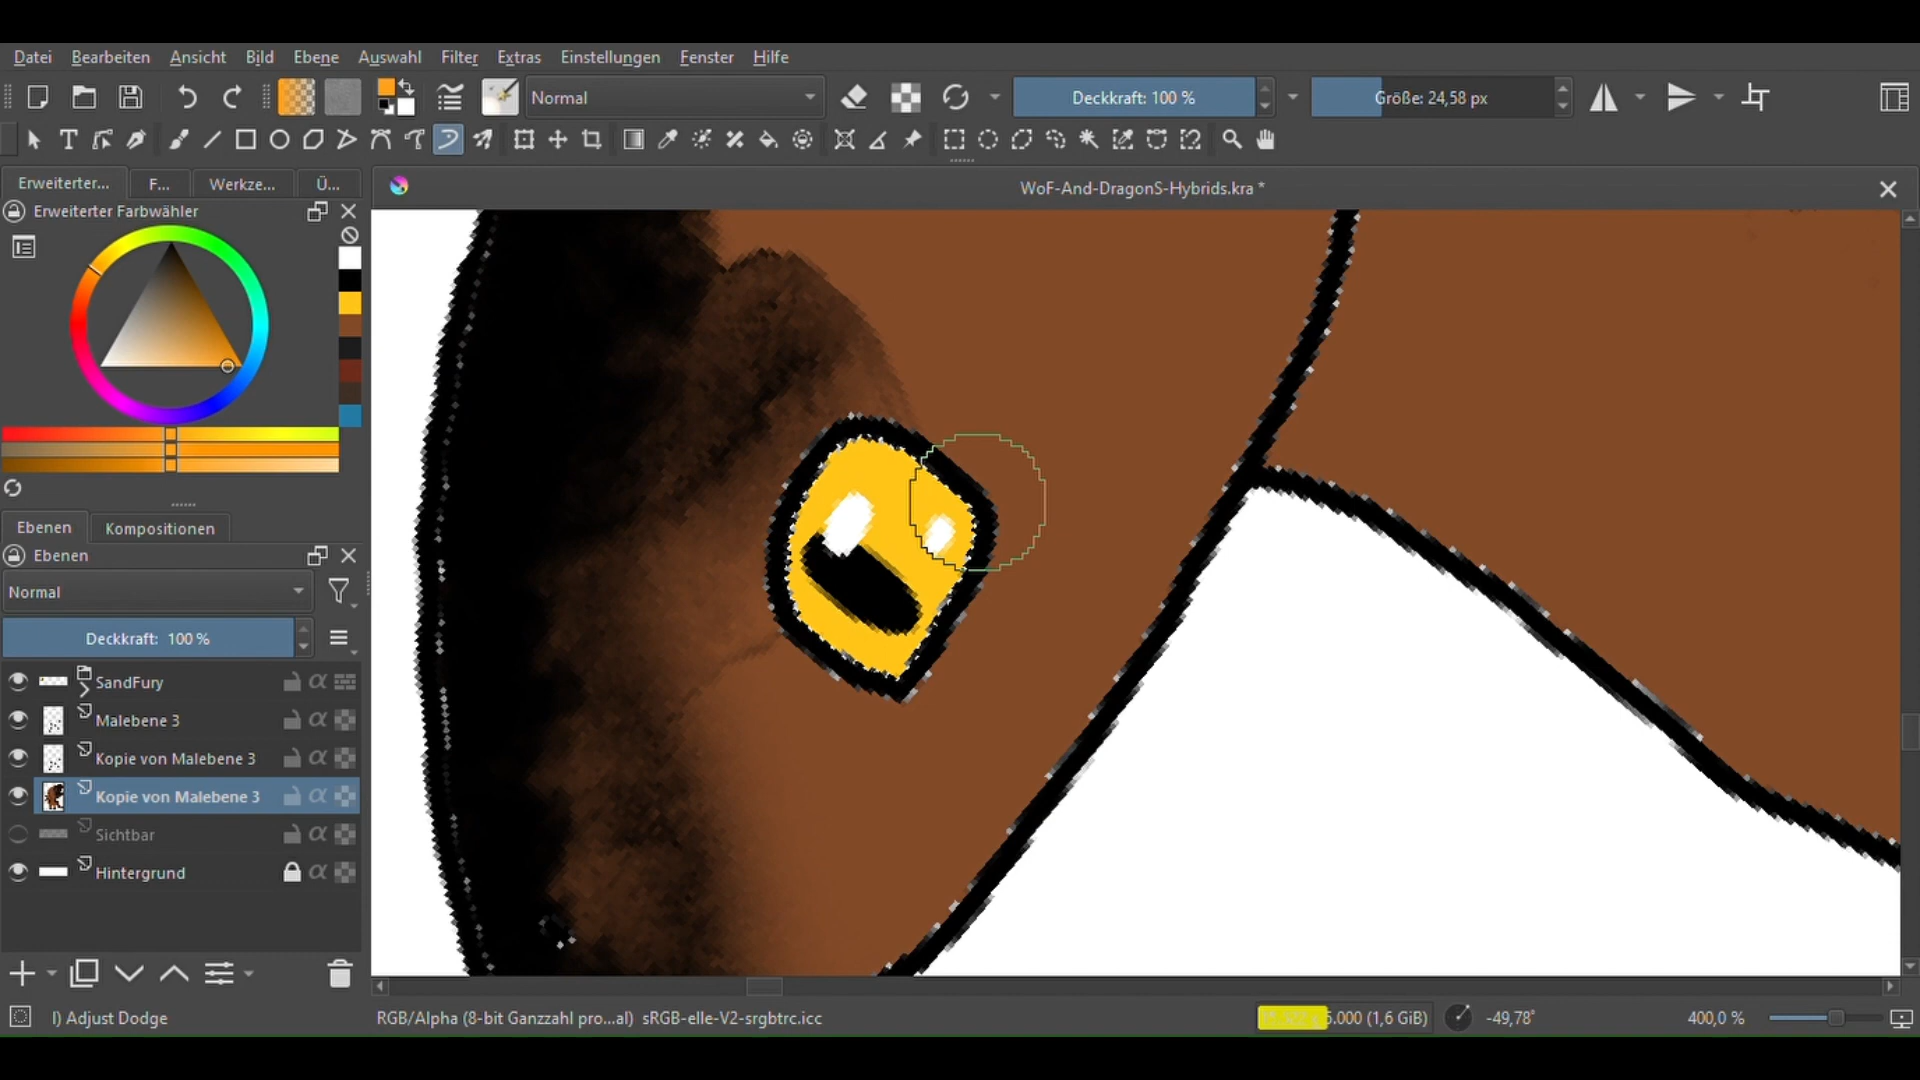 Datei Bearbeiten Ansicht Bild Ebene Auswahl Filter Extras Einstellungen Fenster Hilfe
Normal Deckkraft: 100 % Größe: 24,58 px
Erweiterter... F... Werkze... Ü...
WoF-And-DragonS-Hybrids.kra *
Erweiterter Farbwähler
Ebenen Kompositionen
Ebenen
Normal
Deckkraft: 100 %
SandFury
Malebene 3
Kopie von Malebene 3
Kopie von Malebene 3
Sichtbar
Hintergrund
l) Adjust Dodge RGB/Alpha (8-bit Ganzzahl pro...al) sRGB-elle-V2-srgbtrc.icc 5.000 (1,6 GiB) -49,78° 400,0 %